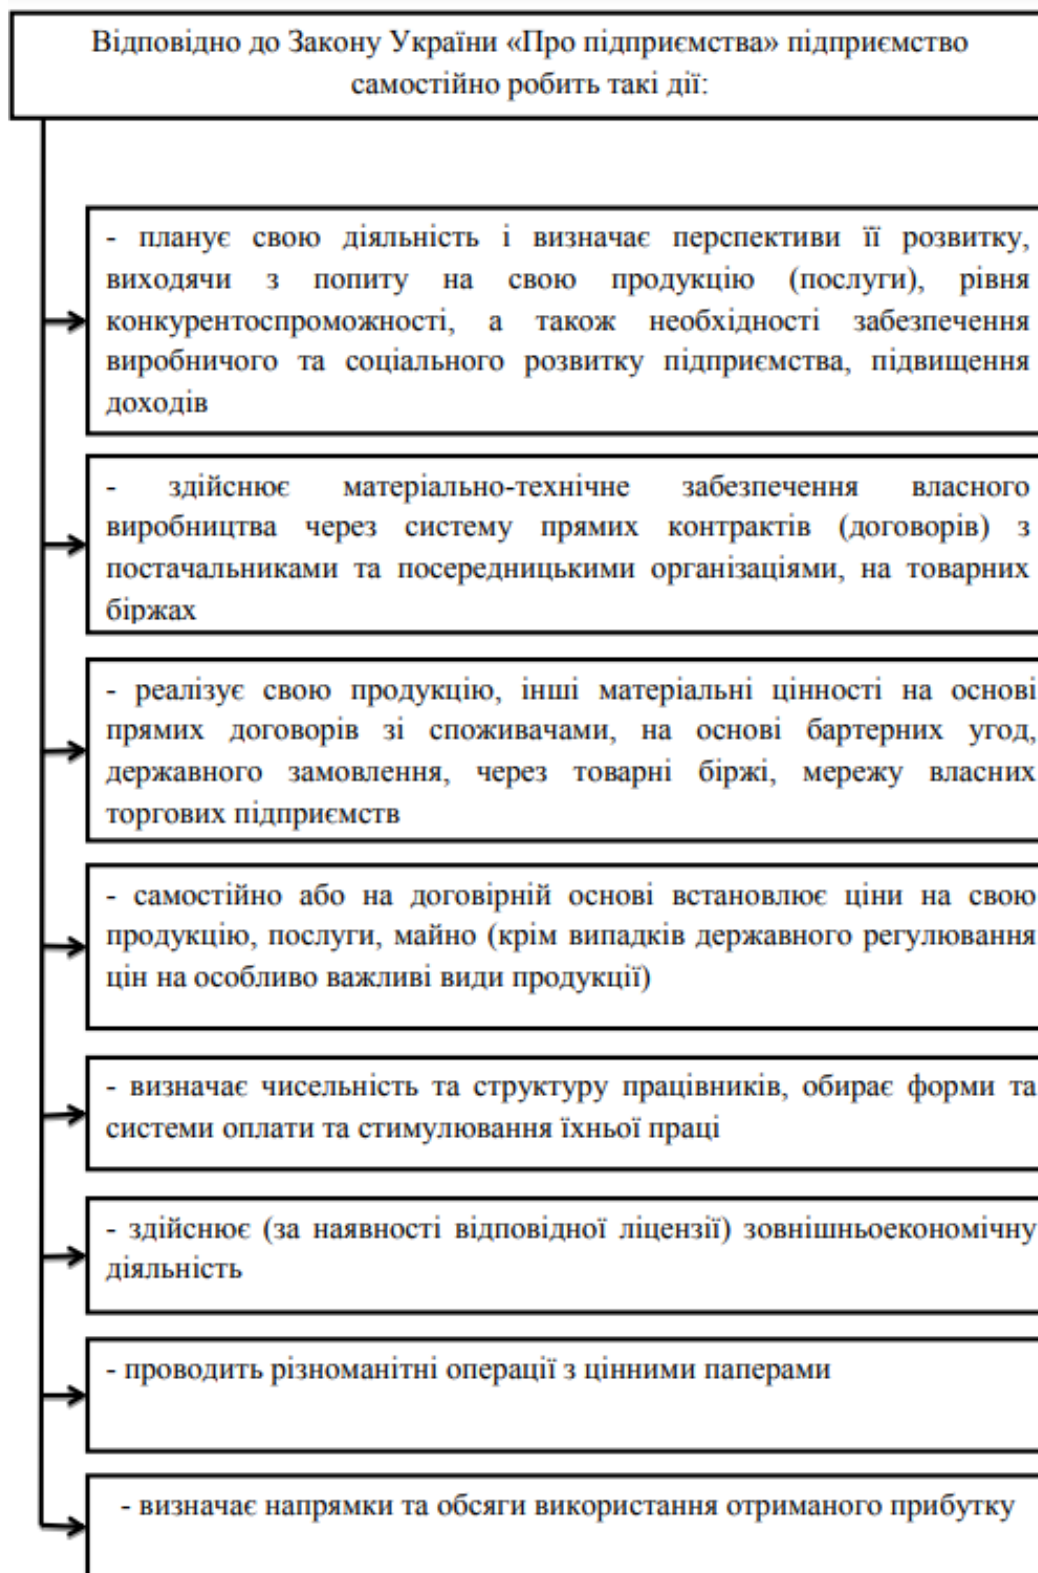 Відповідно до Закону України «Про підприємства» підприємство
самостійно робить такі дії:
- планує свою діяльність і визначає перспективи її розвитку,
виходячи з попиту на свою продукцію (послуги), рівня
конкурентоспроможності, а також необхідності забезпечення
виробничого та соціального розвитку підприємства, підвищення
доходів
- здійснює матеріально-технічне забезпечення власного
виробництва через систему прямих контрактів (договорів) з
постачальниками та посередницькими організаціями, на товарних
біржах
- реалізує свою продукцію, інші матеріальні цінності на основі
прямих договорів зі споживачами, на основі бартерних угод,
державного замовлення, через товарні біржі, мережу власних
торгових підприємств
- самостійно або на договірній основі встановлює ціни на свою
продукцію, послуги, майно (крім випадків державного регулювання
цін на особливо важливі види продукції)
- визначає чисельність та структуру працівників, обирає форми та
системи оплати та стимулювання їхньої праці
- здійснює (за наявності відповідної ліцензії) зовнішньоекономічну
діяльність
- проводить різноманітні операції з цінними паперами
- визначає напрямки та обсяги використання отриманого прибутку